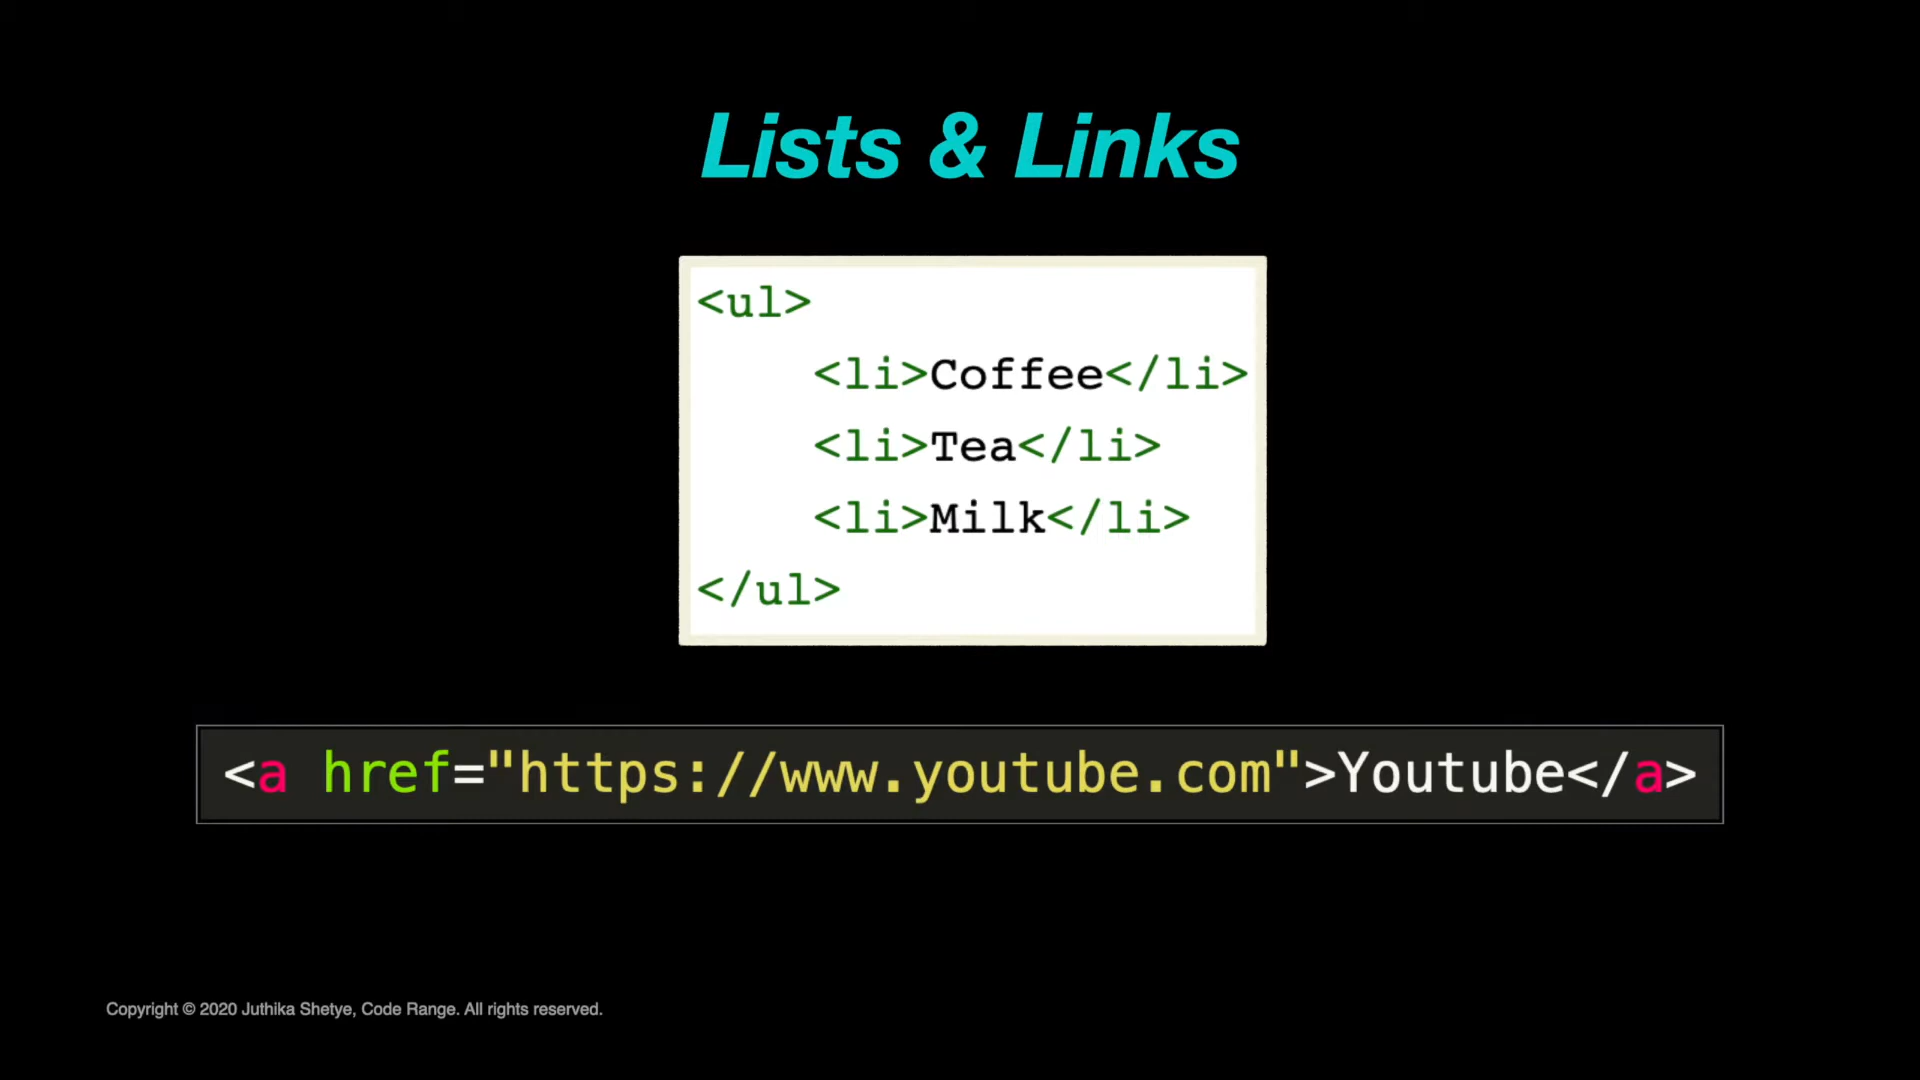 Lists & Links
<ul>
<li>Coffee</li>
<li>Tea</li>
<li>Milk</li>
</ul>
<a href="https://www.youtube.com">Youtube</a>
Copyright © 2020 Juthika Shetye, Code Range. All rights reserved.